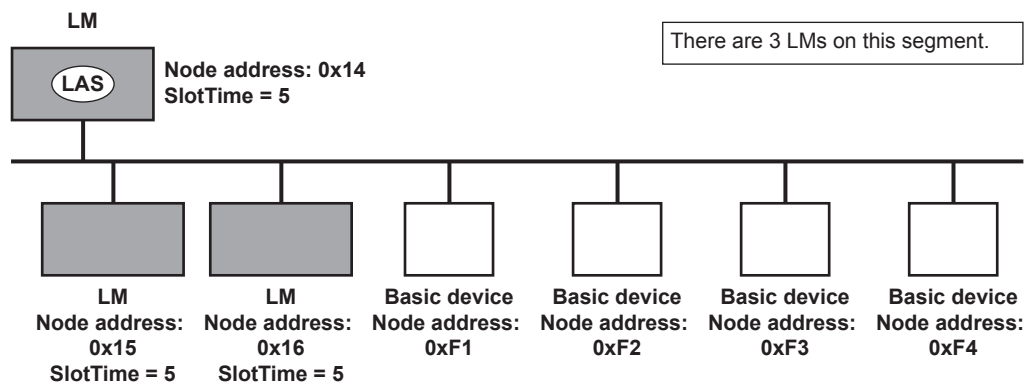 LM
There are 3 LMs on this segment.
LAS
Node address: 0x14
SlotTime = 5
LM
Node address:
0x15
SlotTime = 5
LM
Node address:
0x16
SlotTime = 5
Basic device
Node address:
0xF1
Basic device
Node address:
0xF2
Basic device
Node address:
0xF3
Basic device
Node address:
0xF4